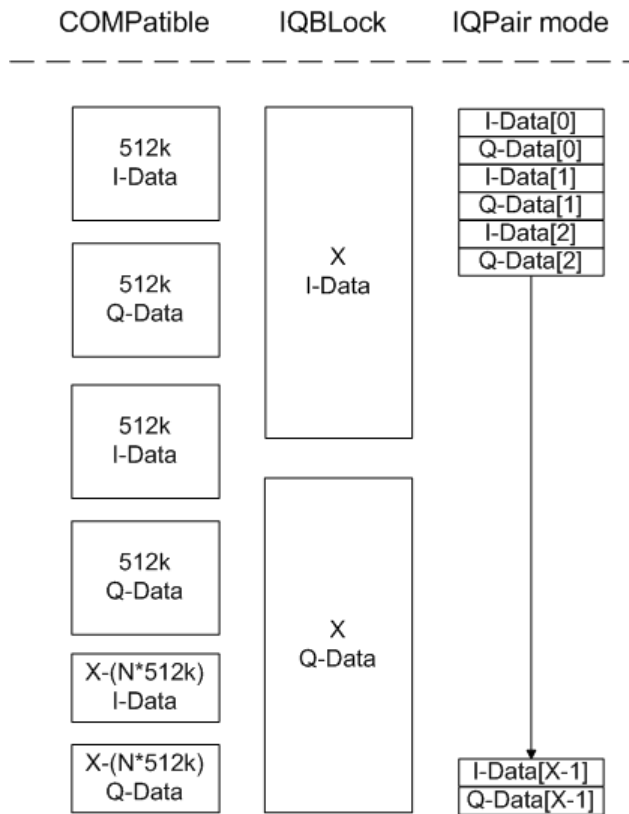 COMPatible
IQBLock
IQPair mode
512k
I-Data
512k
Q-Data
512k
I-Data
512k
Q-Data
X-(N*512k)
I-Data
X-(N*512k)
Q-Data
X
I-Data
X
Q-Data
I-Data[0]
Q-Data[0]
I-Data[1]
Q-Data[1]
I-Data[2]
Q-Data[2]
I-Data[X-1]
Q-Data[X-1]